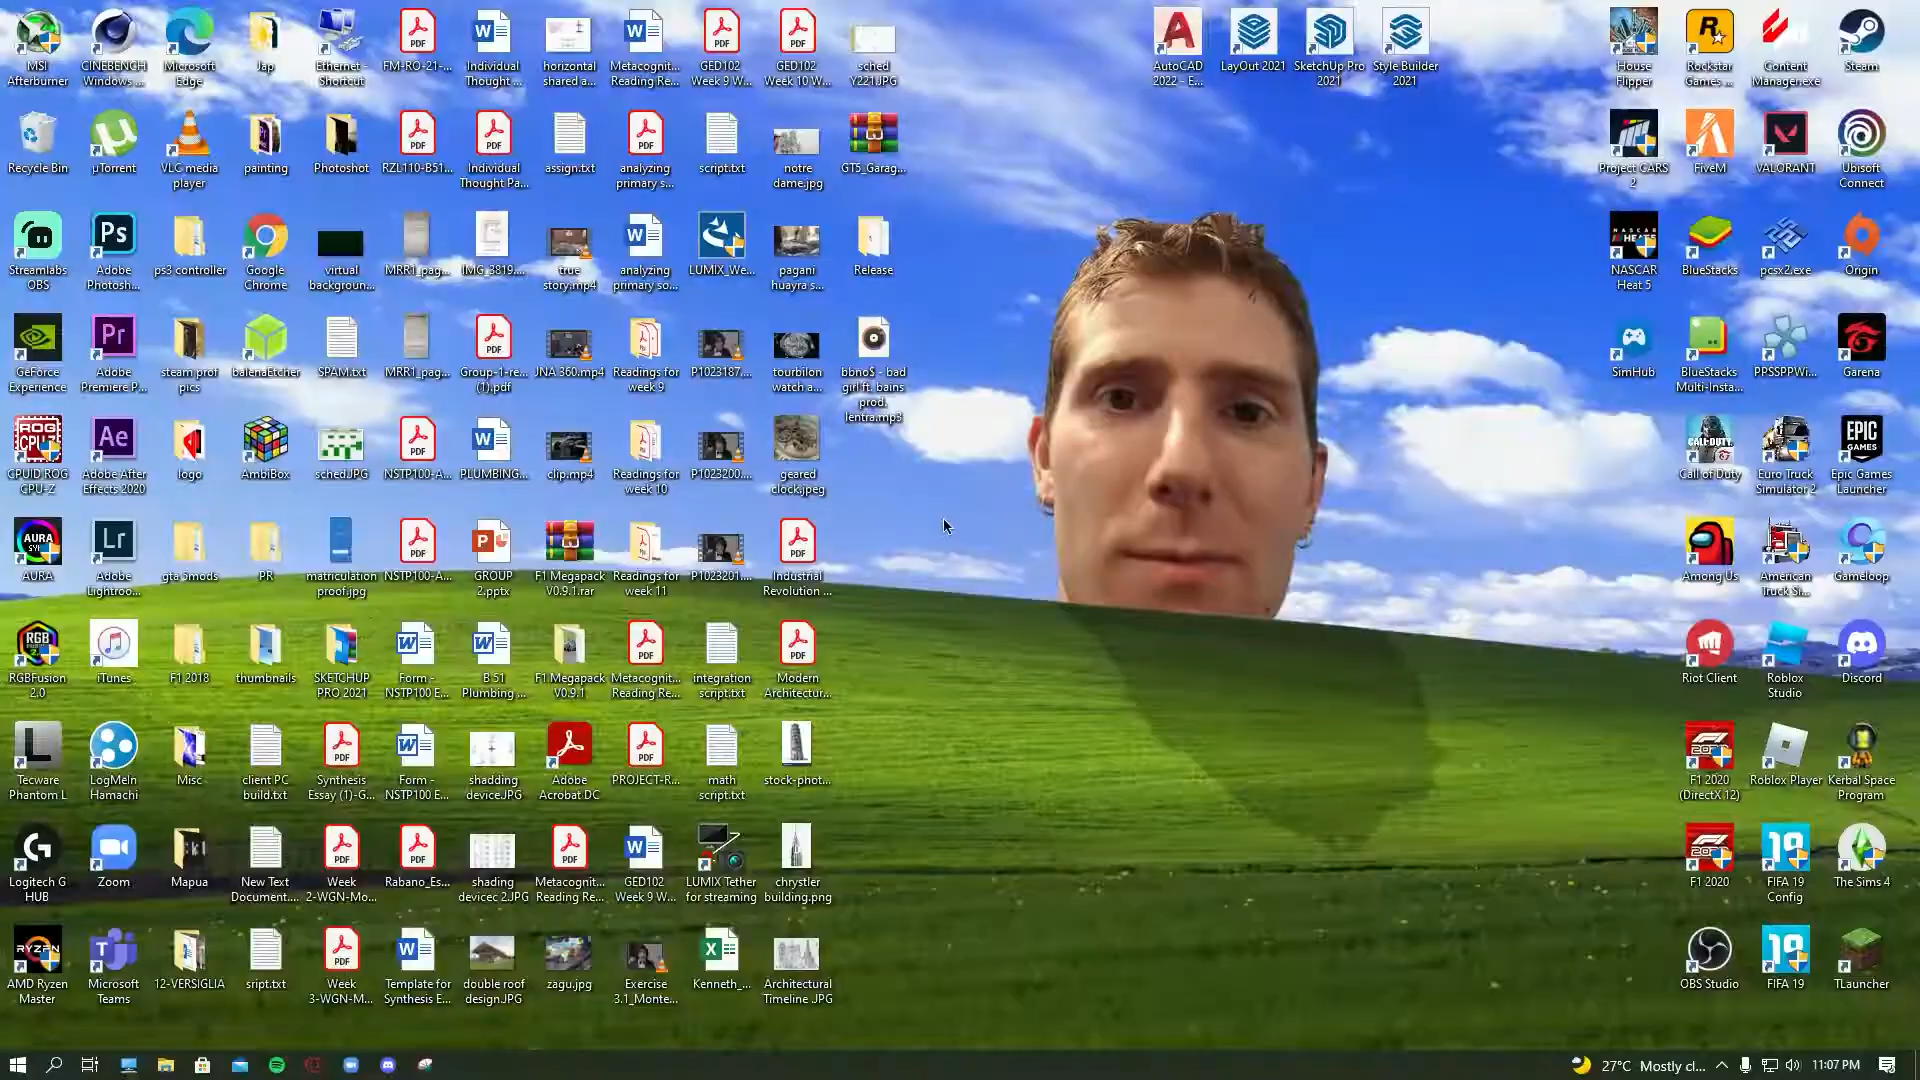 MSI
Afterburner
CINEBENCH
Windows ...
Microsoft
Edge
Jap
Ethernet -
Shortcut
FM-RO-21-...
Individual
Thought ...
horizontal
shared a...
Metacognit...
Reading Re...
GED102
Week 9 W...
GED102
Week 10 W...
sched
Y221.JPG
AutoCAD
2022 - E...
LayOut 2021
SketchUp Pro
2021
Style Builder
2021
House
Flipper
Rockstar
Games ...
Content
Manager.exe
Steam
Recycle Bin
µTorrent
VLC media
player
painting
Photoshot
RZL110-B51...
Individual
Thought Pa...
assign.txt
analyzing
primary s...
script.txt
notre
dame.jpg
GT5_Garag...
Project CARS
2
FiveM
VALORANT
Ubisoft
Connect
Streamlabs
OBS
Adobe
Photosh...
ps3 controller
Google
Chrome
virtual
backgroun...
MRR1_pag...
IMG_3819....
true
story.mp4
analyzing
primary so...
LUMIX_We...
pagani
huayra s...
Release
NASCAR
Heat 5
BlueStacks
pcsx2.exe
Origin
GeForce
Experience
Adobe
Premiere P...
steam prof
pics
balenaEtcher
SPAM.txt
MRR1_pag...
Group-1-re...
(1).pdf
JNA 360.mp4
Readings for
week 9
P1023187....
tourbilon
watch a...
bbno$ - bad
girl ft. bains
prod.
lentra.mp3
SimHub
BlueStacks
Multi-Insta...
PPSSPPWi...
Garena
CPUID ROG
CPU-Z
Adobe After
Effects 2020
logo
AmbiBox
sched.JPG
NSTP100-A...
PLUMBING...
clip.mp4
Readings for
week 10
P1023200....
geared
clock.jpeg
Call of Duty
Euro Truck
Simulator 2
Epic Games
Launcher
AURA
Adobe
Lightroo...
gta 5mods
PR
matriculation
proof.jpg
NSTP100-A...
GROUP
2.pptx
F1 Megapack
V0.9.1.rar
Readings for
week 11
P1023201....
Industrial
Revolution ...
Among Us
American
Truck Si...
Gameloop
RGBFusion
2.0
iTunes
F1 2018
thumbnails
SKETCHUP
PRO 2021
Form -
NSTP100 E...
B 51
Plumbing ...
F1 Megapack
V0.9.1
Metacognit...
Reading Re...
integration
script.txt
Modern
Architectur...
Riot Client
Roblox
Studio
Discord
Tecware
Phantom L
LogMeIn
Hamachi
Misc
client PC
build.txt
Synthesis
Essay (1)-G...
Form -
NSTP100 E...
shadding
device.JPG
Adobe
Acrobat DC
PROJECT-R...
math
script.txt
stock-phot...
F1 2020
(DirectX 12)
Roblox Player
Kerbal Space
Program
Logitech G
HUB
Zoom
Mapua
New Text
Document....
Week
2-WGN-Mo...
Rabano_Es...
shading
devicec 2.JPG
Metacognit...
Reading Re...
GED102
Week 9 W...
LUMIX Tether
for streaming
chrystler
building.png
F1 2020
FIFA 19
Config
The Sims 4
AMD Ryzen
Master
Microsoft
Teams
12-VERSIGLIA
sript.txt
Week
3-WGN-M...
Template for
Synthesis E...
double roof
design.JPG
zagu.jpg
Exercise
3.1_Monte...
Kenneth_...
Architectural
Timeline .JPG
OBS Studio
FIFA 19
TLauncher
27°C Mostly cl...
11:07 PM